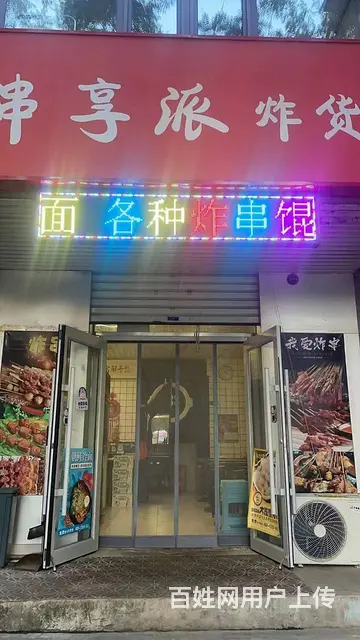 串享派 炸货
面 各种炸串馄
炸串
我爱炸串
百姓网用户上传